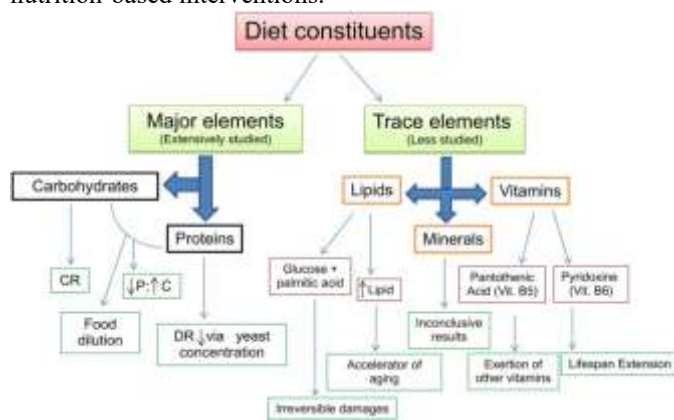 nutrition-based interventions.
Diet constituents
Major elements
(Extensively studied)
Trace elements
(Less studied)
Carbohydrates
Lipids
Vitamins
Proteins
Minerals
CR
↓P:↑C
Glucose +
palmitic acid
↑Lipid
Pantothenic
Acid (Vit. B5)
Pyridoxine
(Vit. B6)
Food
dilution
DR ↓via yeast
concentration
Inconclusive
results
Accelerator of
aging
Exertion of
other vitamins
Lifespan Extension
Irreversible damages